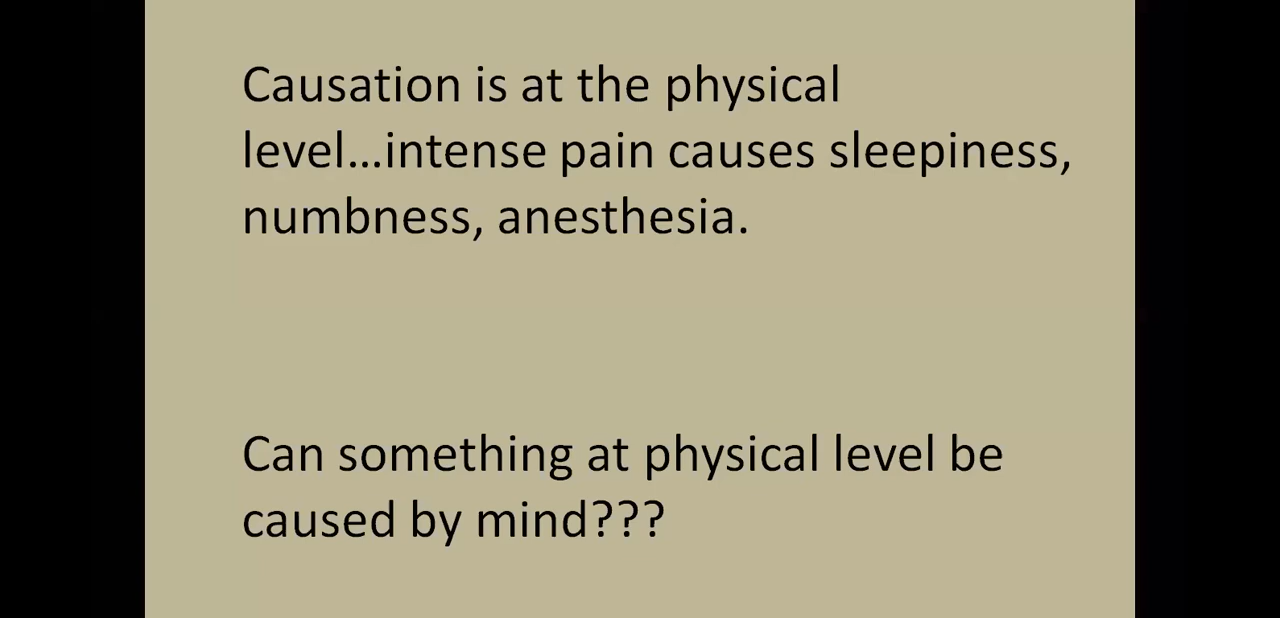 Causation is at the physical
level...intense pain causes sleepiness,
numbness, anesthesia.
Can something at physical level be
caused by mind???